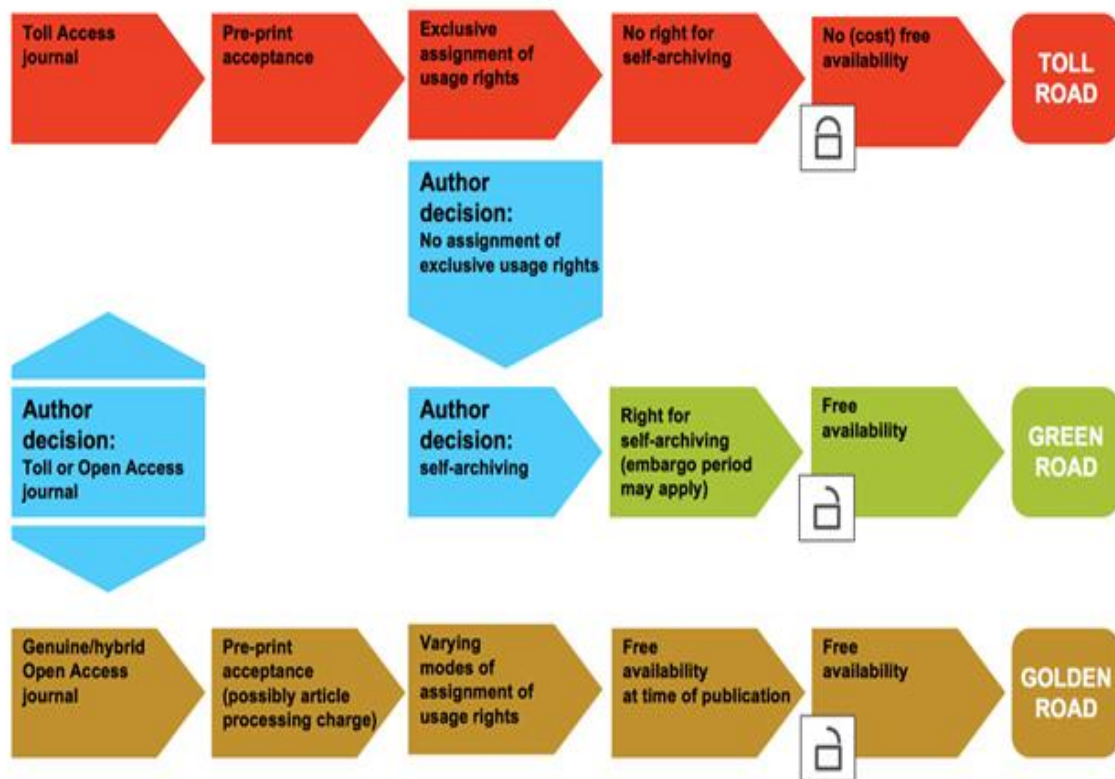 Toll Access
journal
Pre-print
acceptance
Exclusive
assignment of
usage rights
No right for
self-archiving
No (cost) free
availability
TOLL
ROAD
Author
decision:
No assignment of
exclusive usage rights
Author
decision:
Toll or Open Access
journal
Author
decision:
self-archiving
Right for
self-archiving
(embargo period
may apply)
Free
availability
GREEN
ROAD
Genuine/hybrid
Open Access
journal
Pre-print
acceptance
(possibly article
processing charge)
Varying
modes of
assignment of
usage rights
Free
availability
at time of publication
Free
availability
GOLDEN
ROAD